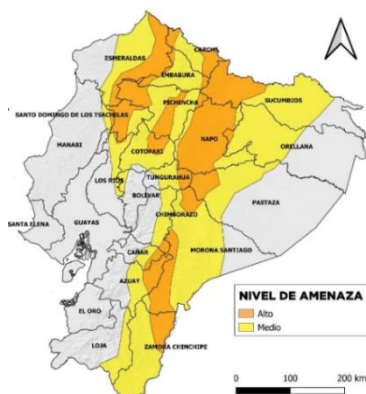 CARCHI
ESMERALDAS
IMBABURA
SUCUMBIOS
PICHINCHA
SANTO DOMINGO DE LOS TSACHILAS
NAPO
MANABI
ORELLANA
COTOPAXI
TUNGURAHUA
LOS RIOS
BOLIVAR
PASTAZA
SANTA ELENA
GUAYAS
CHIMBORAZO
MORONA SANTIAGO
CAÑAR
AZUAY
EL ORO
LOJA
ZAMORA CHINCHIPE
NIVEL DE AMENAZA
Alto
Medio
0 100 200 km